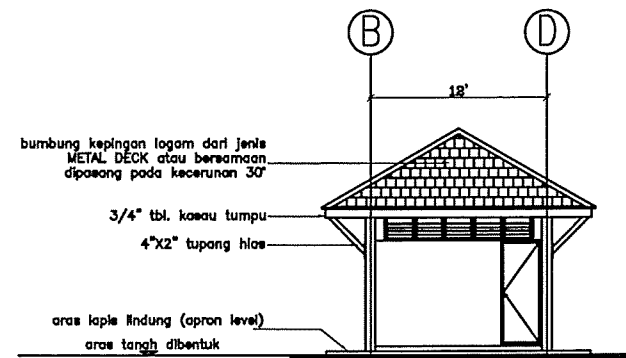 B D
12'
bumbung kepingan logam dari jenis
METAL DECK atau bersamaan
dipasang pada kecerunan 30°
3/4" tbl. kasau tumpu
4"X2" tupang hias
aras lapis lindung (apron level)
aras tanah dibentuk